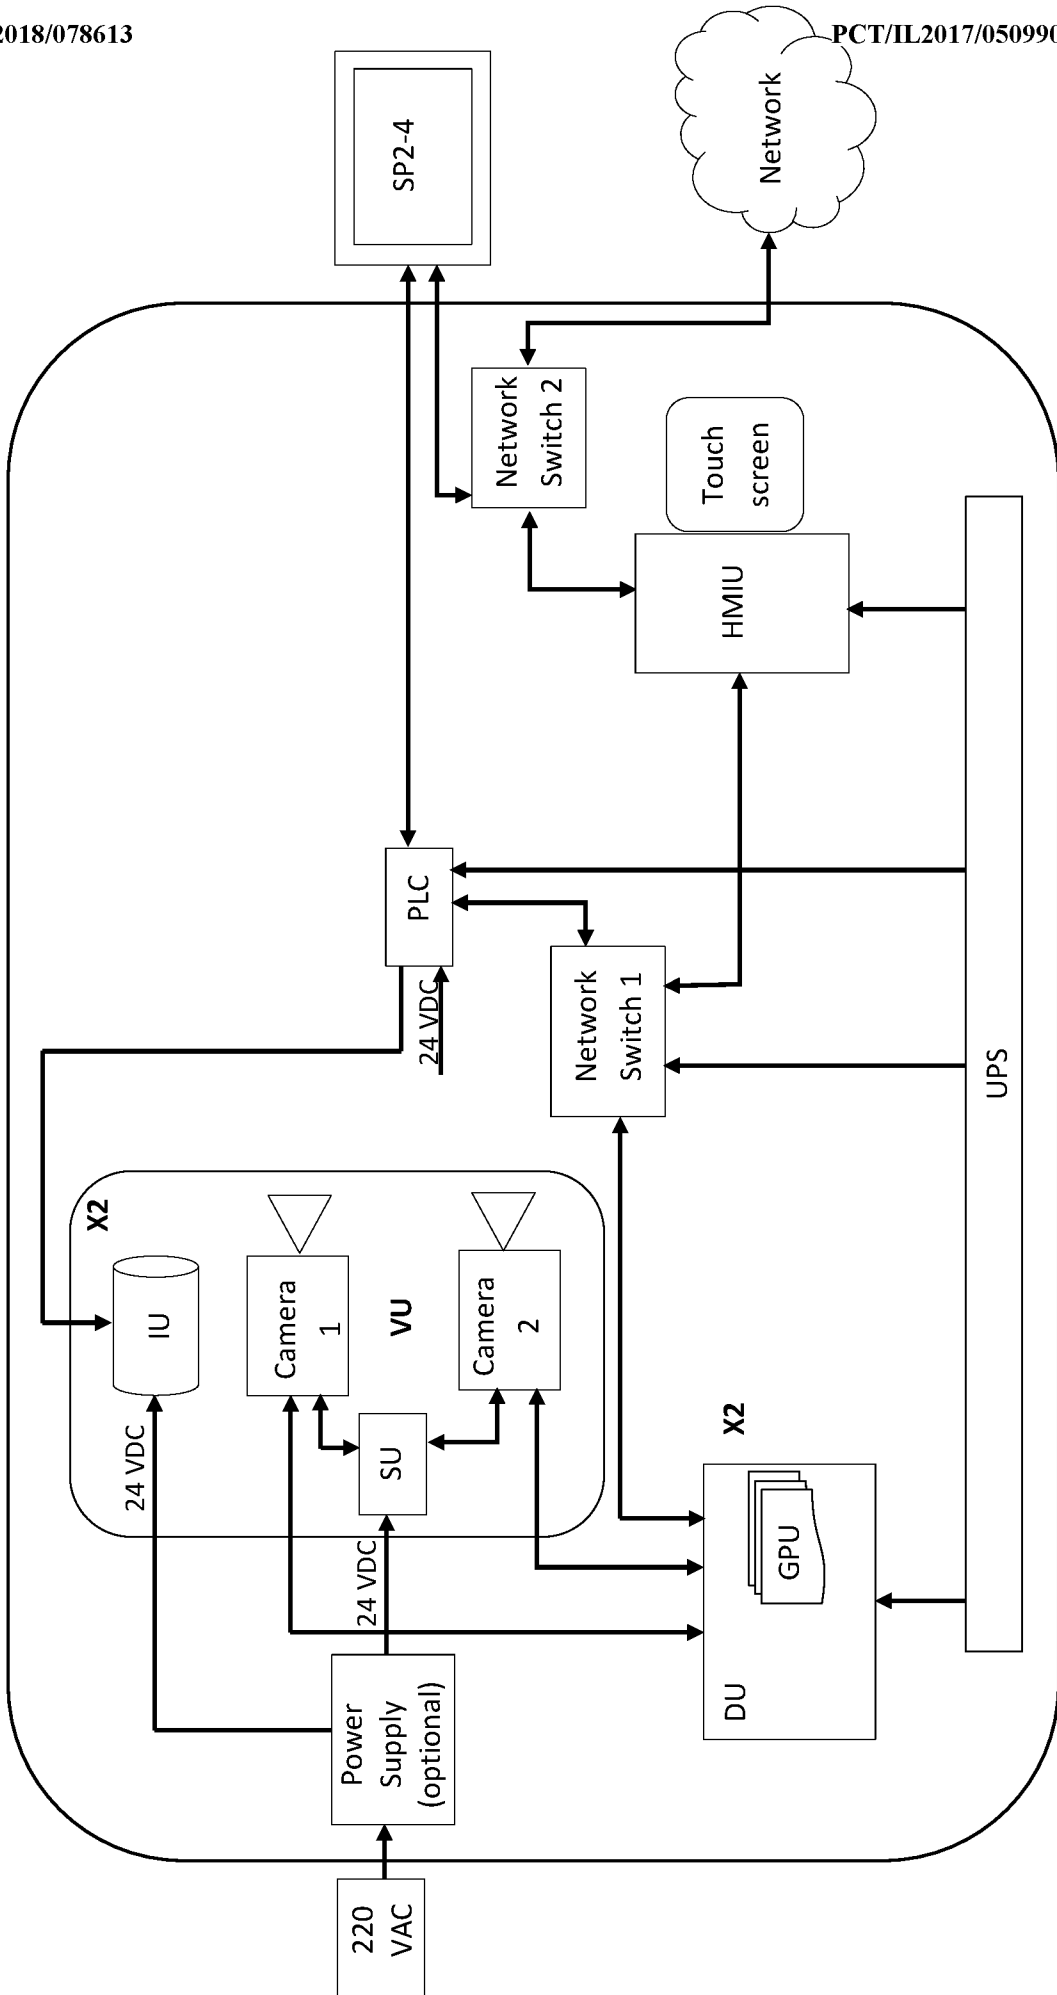 2018/078613
PCT/IL2017/050990
220
VAC
Power
Supply
(optional)
24 VDC
24 VDC
X2
IU
Camera
1
VU
SU
Camera
2
24 VDC
PLC
SP2-4
Network
Network
Switch 2
Touch
screen
HMIU
Network
Switch 1
X2
DU
GPU
UPS